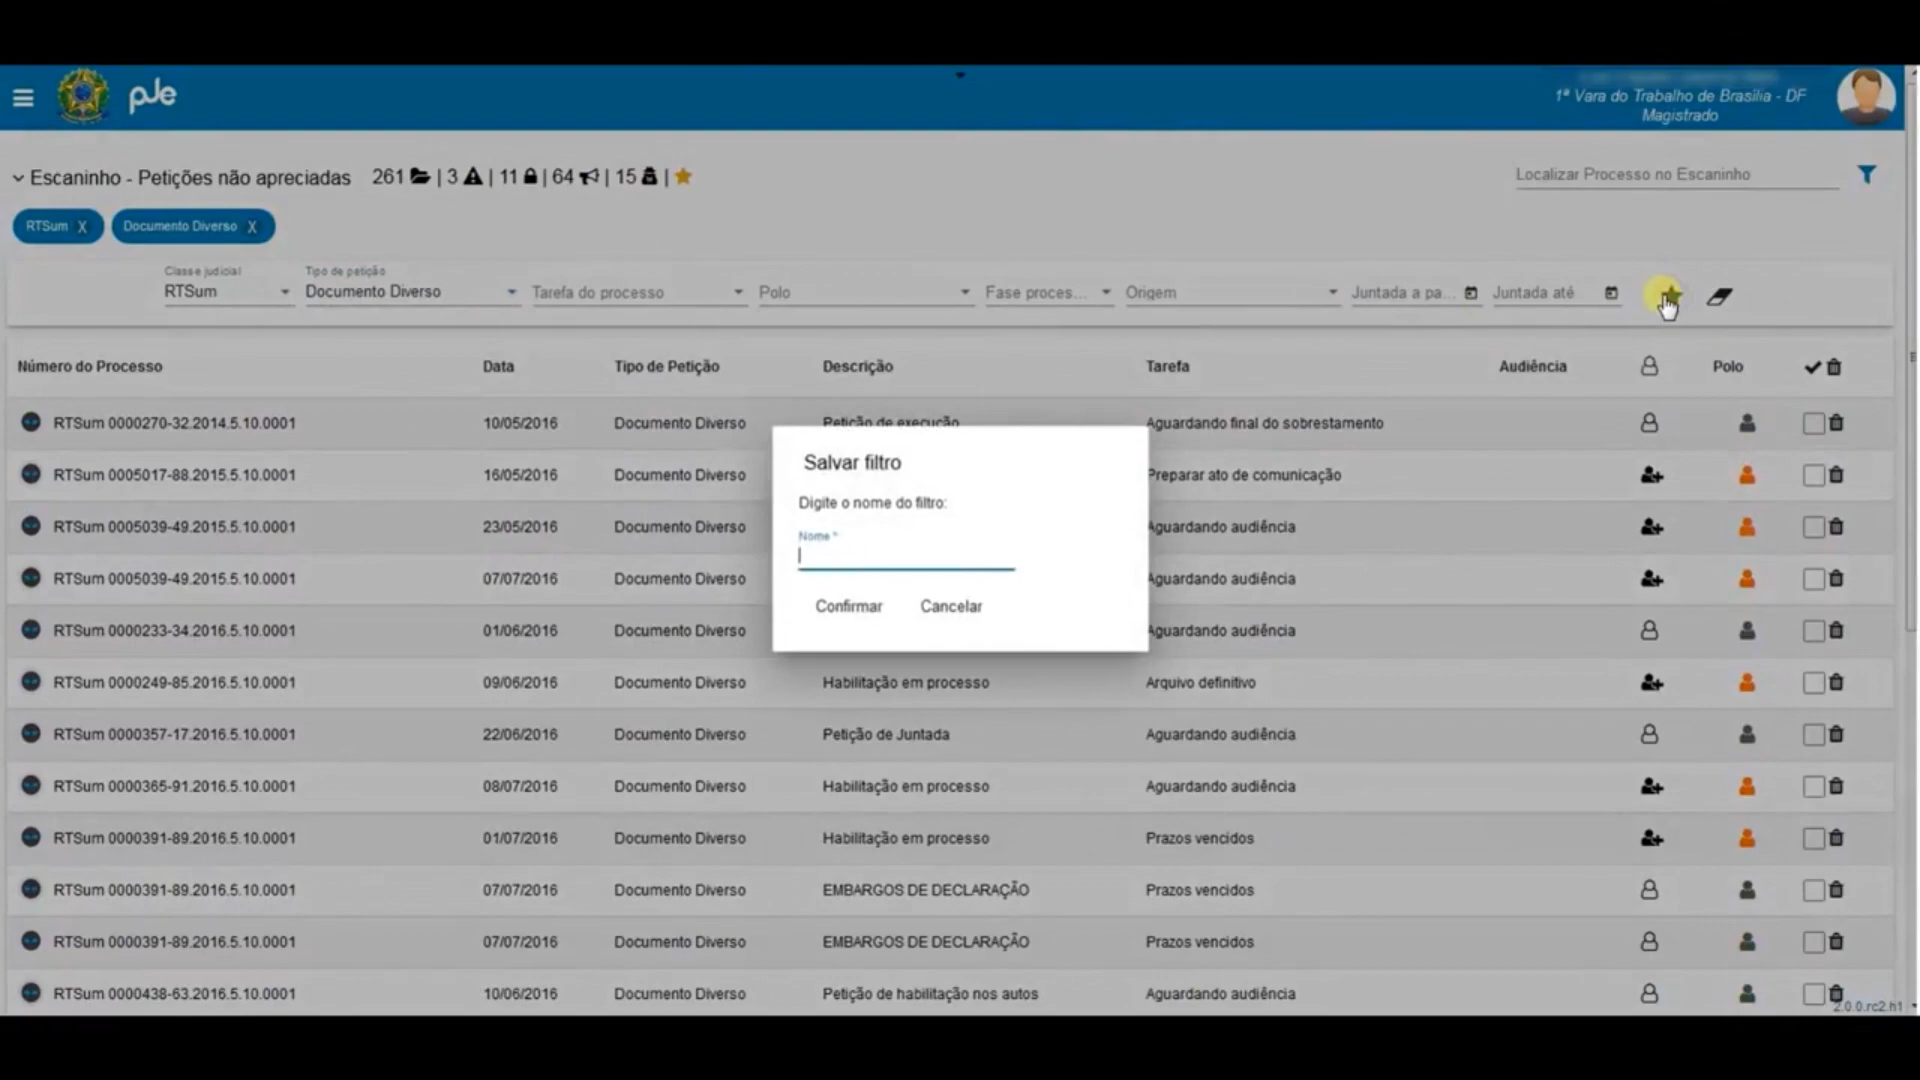 pje
1ª Vara do Trabalho de Brasília - DF
Magistrado
Escaninho - Petições não apreciadas 261 | 3 | 11 | 64 | 15 |
Localizar Processo no Escaninho
RTSum X Documento Diverso X
Classe judicial Tipo de petição
RTSum Documento Diverso Tarefa do processo Polo Fase proces... Origem Juntada a pa... Juntada até
Número do Processo Data Tipo de Petição Descrição Tarefa Audiência Polo
RTSum 0000270-32.2014.5.10.0001 10/05/2016 Documento Diverso Petição de execução Aguardando final do sobrestamento
RTSum 0005017-88.2015.5.10.0001 16/05/2016 Documento Diverso Preparar ato de comunicação
RTSum 0005039-49.2015.5.10.0001 23/05/2016 Documento Diverso Aguardando audiência
RTSum 0005039-49.2015.5.10.0001 07/07/2016 Documento Diverso Aguardando audiência
RTSum 0000233-34.2016.5.10.0001 01/06/2016 Documento Diverso Aguardando audiência
RTSum 0000249-85.2016.5.10.0001 09/06/2016 Documento Diverso Habilitação em processo Arquivo definitivo
RTSum 0000357-17.2016.5.10.0001 22/06/2016 Documento Diverso Petição de Juntada Aguardando audiência
RTSum 0000365-91.2016.5.10.0001 08/07/2016 Documento Diverso Habilitação em processo Aguardando audiência
RTSum 0000391-89.2016.5.10.0001 01/07/2016 Documento Diverso Habilitação em processo Prazos vencidos
RTSum 0000391-89.2016.5.10.0001 07/07/2016 Documento Diverso EMBARGOS DE DECLARAÇÃO Prazos vencidos
RTSum 0000391-89.2016.5.10.0001 07/07/2016 Documento Diverso EMBARGOS DE DECLARAÇÃO Prazos vencidos
RTSum 0000438-63.2016.5.10.0001 10/06/2016 Documento Diverso Petição de habilitação nos autos Aguardando audiência
2.0.0.rc2.h1
Salvar filtro
Digite o nome do filtro:
Nome *
Confirmar Cancelar